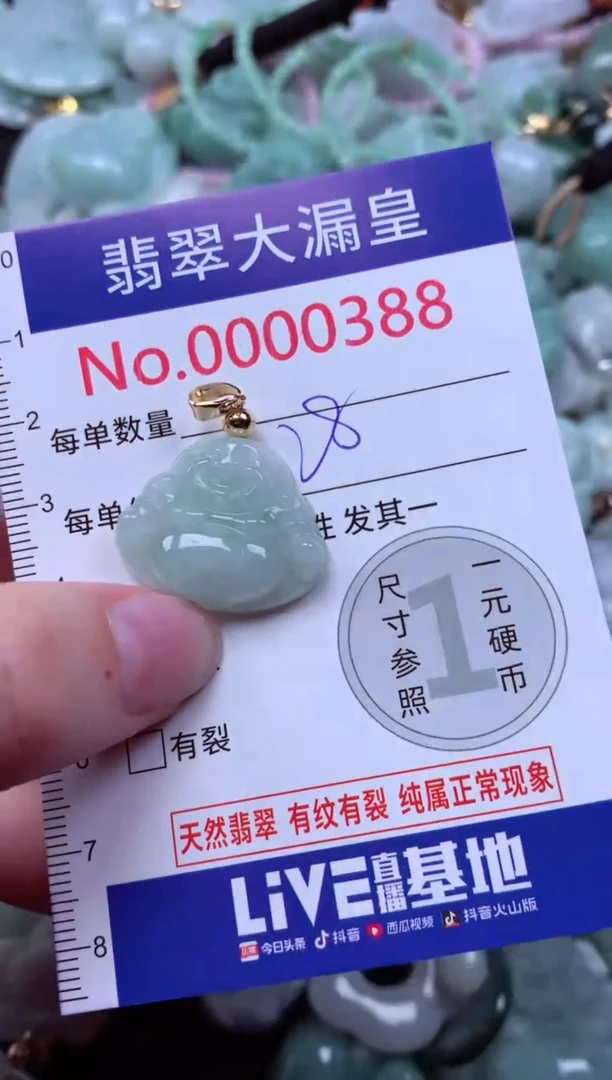 翡翠大漏皇
No.0000388
每单数量 28
每单 性 发其一
尺寸参照
1
一元硬币
有裂
天然翡翠 有纹有裂 纯属正常现象
LiVE直播基地
今日头条 抖音 西瓜视频 抖音火山版
0
1
2
3
7
8